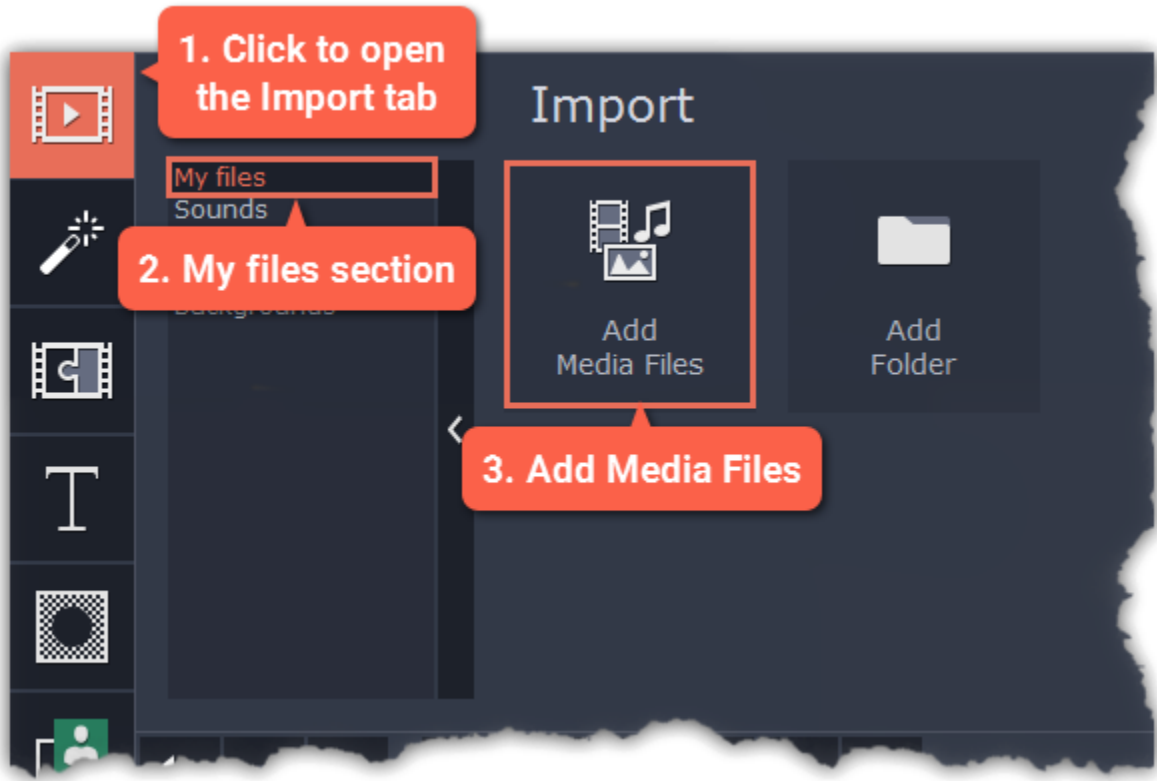 1. Click to open
the Import tab
Import
My files
Sounds
2. My files section
Backgrounds
Add
Media Files
Add
Folder
3. Add Media Files